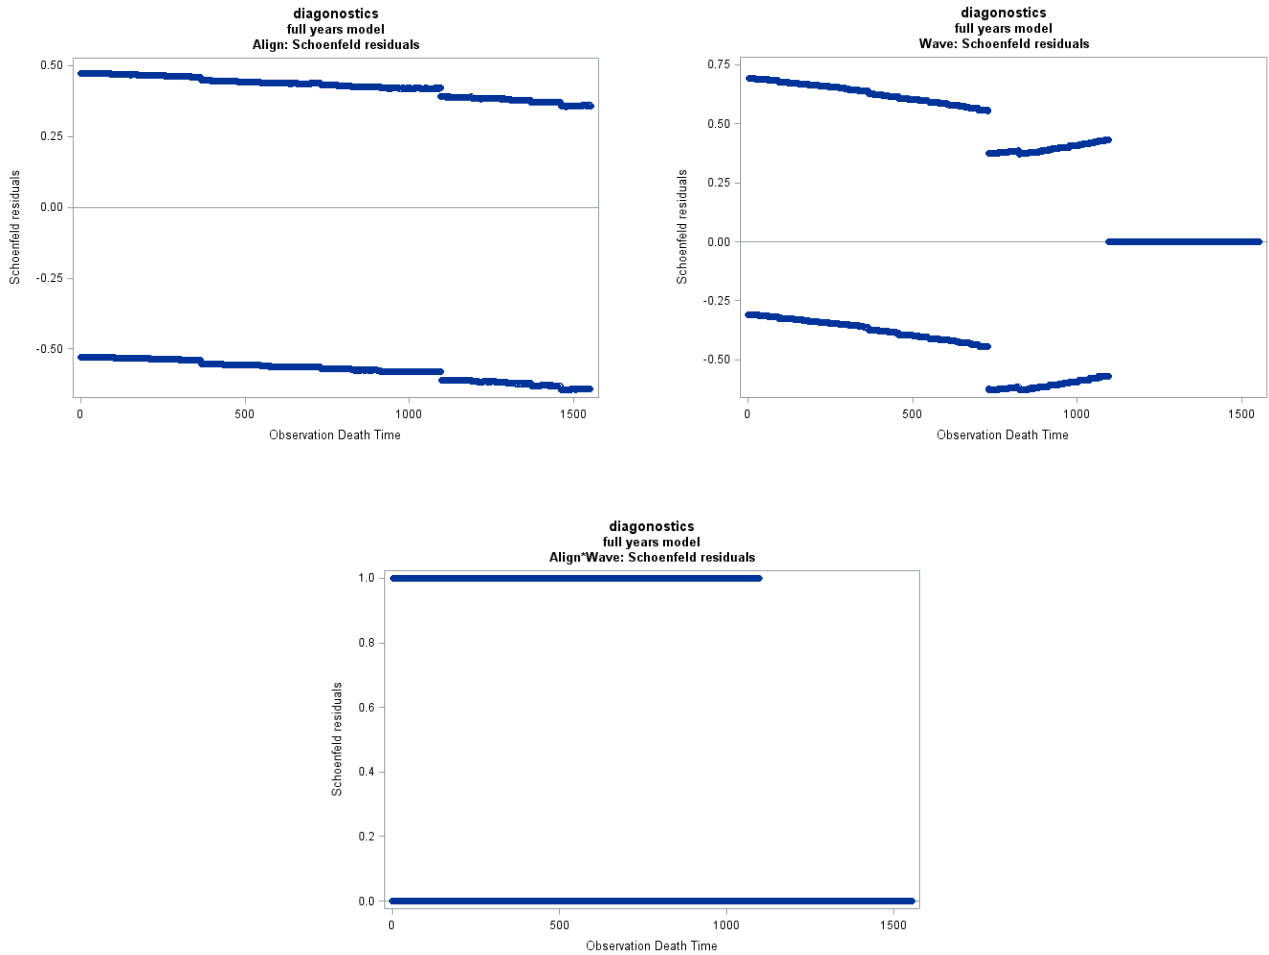 diagonostics
full years model
Align: Schoenfeld residuals
0.50
0.25
0.00
-0.25
-0.50
Schoenfeld residuals
0
500
1000
1500
Observation Death Time
diagonostics
full years model
Wave: Schoenfeld residuals
0.75
0.50
0.25
0.00
-0.25
-0.50
Schoenfeld residuals
0
500
1000
1500
Observation Death Time
diagonostics
full years model
Align*Wave: Schoenfeld residuals
1.0
0.8
0.6
0.4
0.2
0.0
Schoenfeld residuals
0
500
1000
1500
Observation Death Time